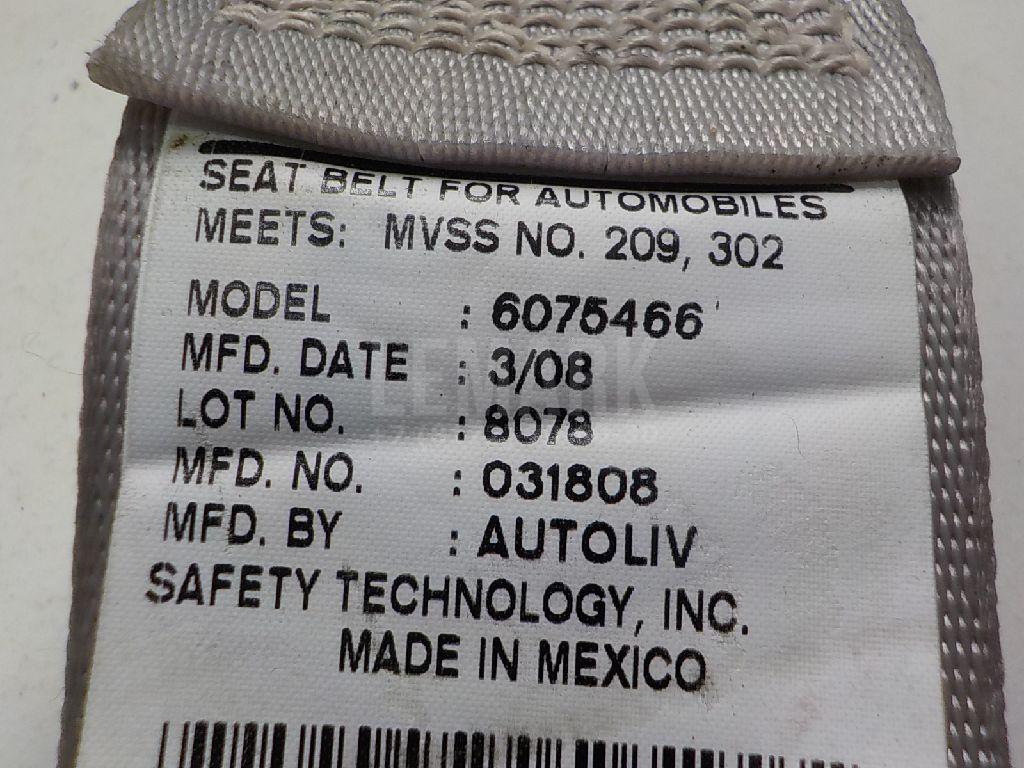 SEAT BELT FOR AUTOMOBILES
MEETS: MVSS NO. 209, 302
MODEL : 6075466
MFD. DATE : 3/08
LOT NO. : 8078
MFD. NO. : 031808
MFD. BY : AUTOLIV
SAFETY TECHNOLOGY, INC.
MADE IN MEXICO